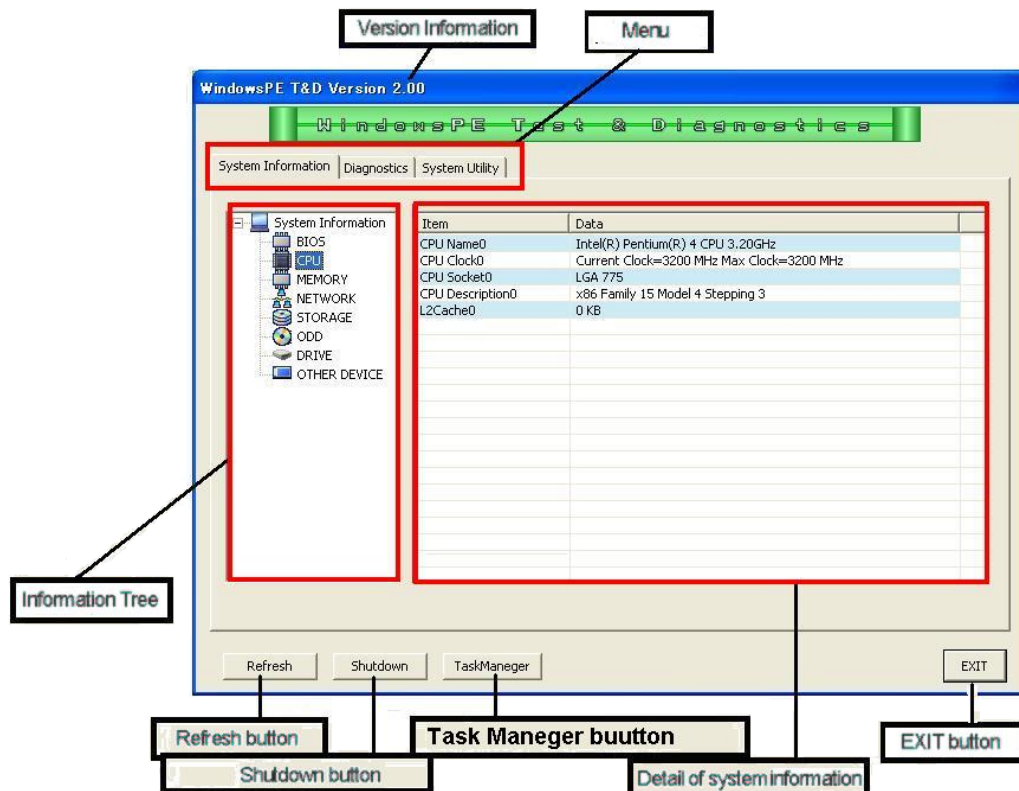 Version Information
Menu
WindowsPE T&D Version 2.00
WindowsPE Test & Diagnostics
System Information Diagnostics System Utility
System Information
BIOS
CPU
MEMORY
NETWORK
STORAGE
ODD
DRIVE
OTHER DEVICE
Item Data
CPU Name0 Intel(R) Pentium(R) 4 CPU 3.20GHz
CPU Clock0 Current Clock=3200 MHz Max Clock=3200 MHz
CPU Socket0 LGA 775
CPU Description0 x86 Family 15 Model 4 Stepping 3
L2Cache0 0 KB
Information Tree
Refresh Shutdown TaskManeger EXIT
Refresh button
Task Maneger buutton
EXIT button
Shutdown button
Detail of system information